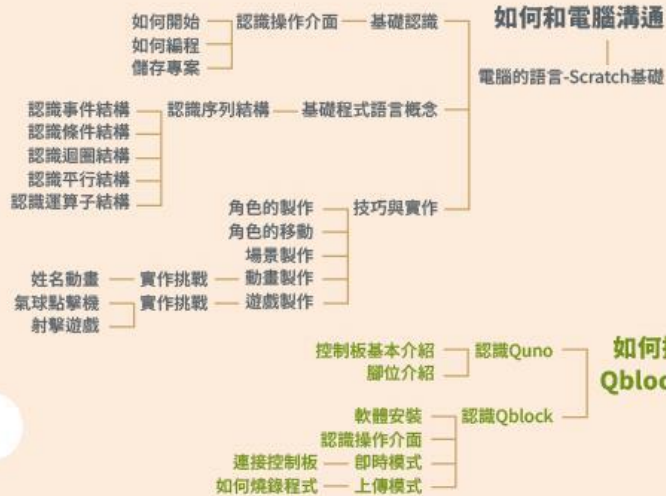 如何和電腦溝通
電腦的語言-Scratch基礎
基礎認識
認識操作介面
如何開始
如何編程
儲存專案
基礎程式語言概念
認識序列結構
認識事件結構
認識條件結構
認識迴圈結構
認識平行結構
認識運算子結構
技巧與實作
角色的製作
角色的移動
場景製作
動畫製作
實作挑戰
姓名動畫
遊戲製作
實作挑戰
氣球點擊機
射擊遊戲
如何
Qbloc
認識Quno
控制板基本介紹
腳位介紹
認識Qblock
軟體安裝
認識操作介面
即時模式
連接控制板
上傳模式
如何燒錄程式